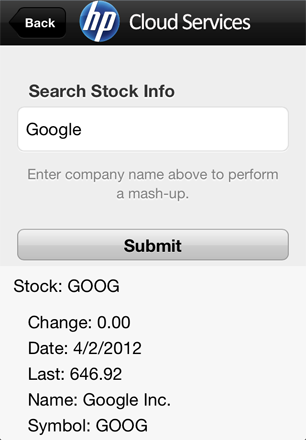 Back
hp Cloud Services
Search Stock Info
Google
Enter company name above to perform
a mash-up.
Submit
Stock: GOOG
Change: 0.00
Date: 4/2/2012
Last: 646.92
Name: Google Inc.
Symbol: GOOG